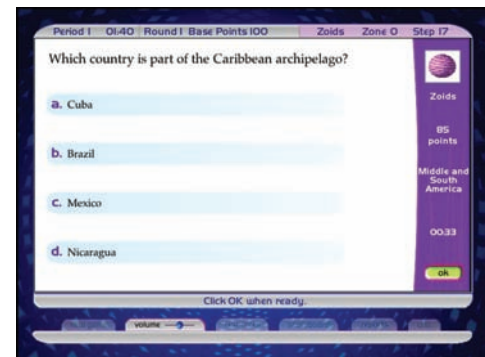 Period 1 01:40 Round 1 Base Points 100 Zoids Zone 0 Step 17
Which country is part of the Caribbean archipelago?
a. Cuba
b. Brazil
c. Mexico
d. Nicaragua
Zoids
85
points
Middle and
South
America
00:33
ok
Click OK when ready.
volume